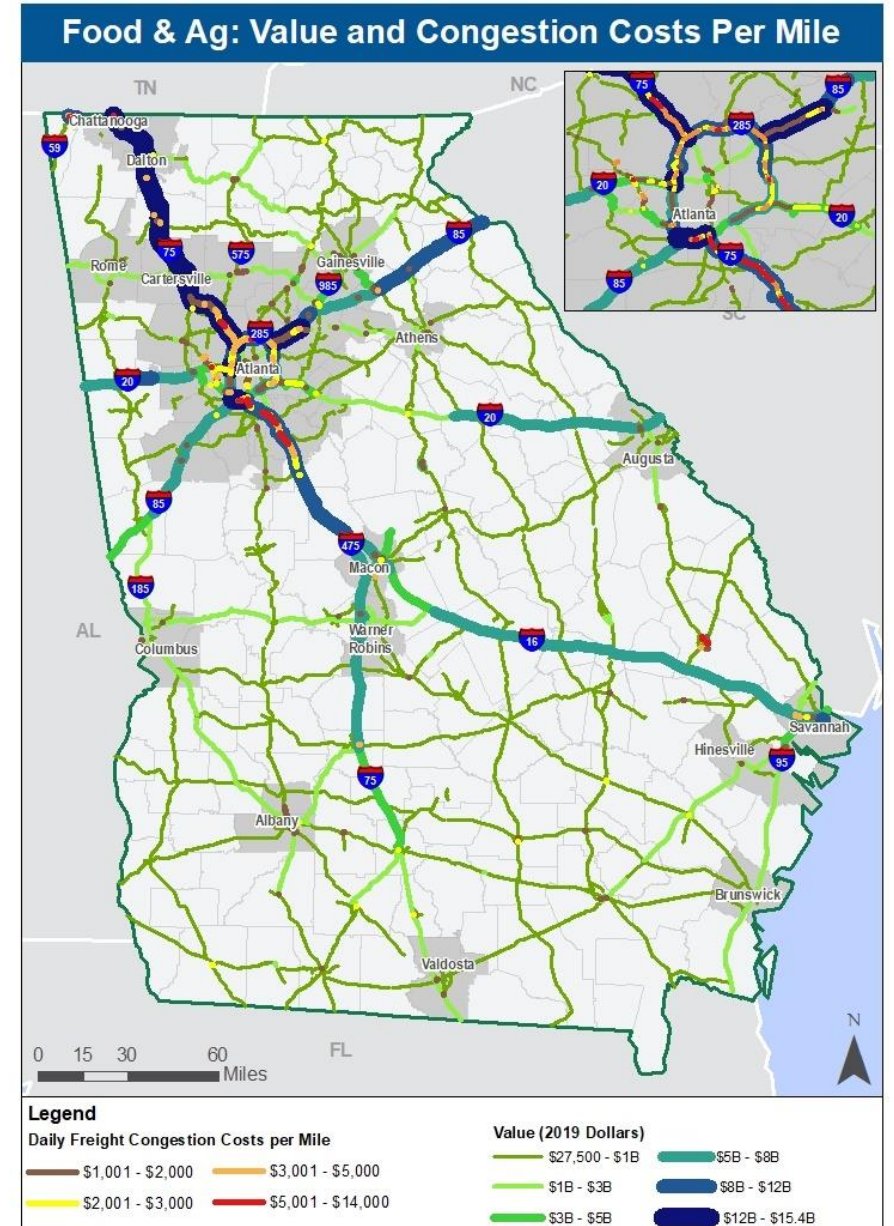 Food & Ag: Value and Congestion Costs Per Mile
TN
NC
75
85
285
20
Atlanta
20
75
85
SC
Chattanooga
59
Dalton
85
75
575
Rome
Gainesville
Cartersville
985
285
Athens
Atlanta
20
20
Augusta
85
475
Macon
185
AL
Warner
Robins
16
Columbus
Savannah
Hinesville
95
75
Albany
Brunswick
Valdosta
N
FL
0 15 30 60
Miles
Legend
Daily Freight Congestion Costs per Mile
$1,001 - $2,000
$3,001 - $5,000
$2,001 - $3,000
$5,001 - $14,000
Value (2019 Dollars)
$27,500 - $1B
$5B - $8B
$1B - $3B
$8B - $12B
$3B - $5B
$12B - $15.4B